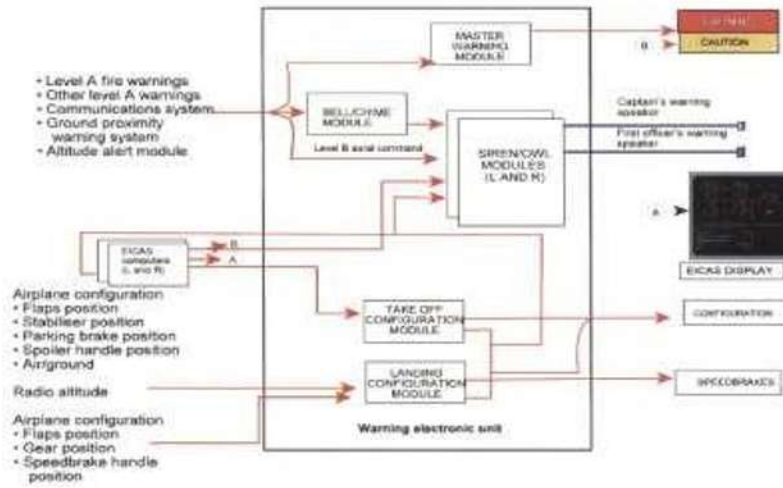 MASTER
WARNING
MODULE
B
CAUTION
• Level A fire warnings
• Other level A warnings
• Communications system
• Ground proximity
warning system
• Altitude alert module
BELL/CHIME
MODULE
Level B
command
SIREN/OWL
MODULES
(L AND R)
Captain's warning
speaker
First officer's warning
speaker
A
EICAS DISPLAY
EICAS
computers
(L and R)
B
A
Airplane configuration
• Flaps position
• Stabiliser position
• Parking brake position
• Spoiler handle position
• Air/ground
TAKE OFF
CONFIGURATION
MODULE
CONFIGURATION
Radio altitude
LANDING
CONFIGURATION
MODULE
SPEEDBRAKES
Airplane configuration
• Flaps position
• Gear position
• Speedbrake handle
position
Warning electronic unit